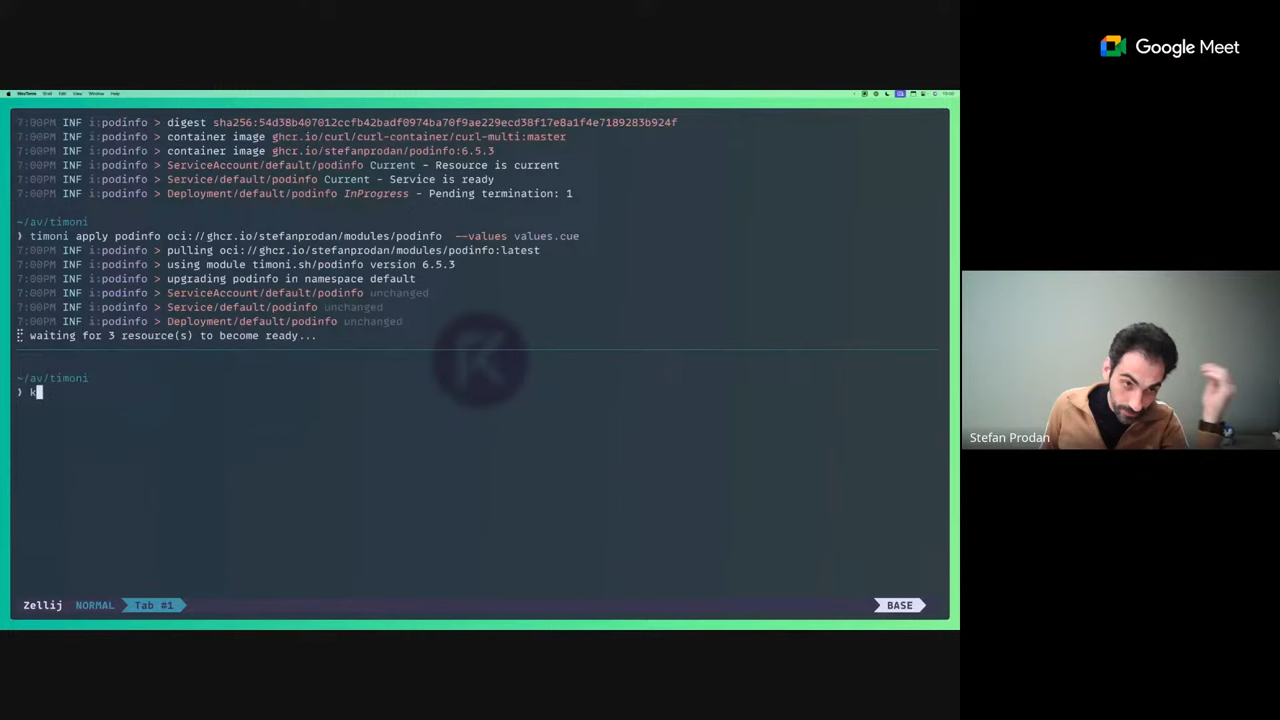 Google Meet
7:00PM INF i:podinfo > digest sha256:54d38b407012ccfb42badf0974ba70f9ae229ecd38f17e8a1f4e7189283b924f
7:00PM INF i:podinfo > container image ghcr.io/curl/curl-container/curl-multi:master
7:00PM INF i:podinfo > container image ghcr.io/stefanprodan/podinfo:6.5.3
7:00PM INF i:podinfo > ServiceAccount/default/podinfo Current - Resource is current
7:00PM INF i:podinfo > Service/default/podinfo Current - Service is ready
7:00PM INF i:podinfo > Deployment/default/podinfo InProgress - Pending termination: 1
~/av/timoni
❯ timoni apply podinfo oci://ghcr.io/stefanprodan/modules/podinfo --values values.cue
7:00PM INF i:podinfo > pulling oci://ghcr.io/stefanprodan/modules/podinfo:latest
7:00PM INF i:podinfo > using module timoni.sh/podinfo version 6.5.3
7:00PM INF i:podinfo > upgrading podinfo in namespace default
7:00PM INF i:podinfo > ServiceAccount/default/podinfo unchanged
7:00PM INF i:podinfo > Service/default/podinfo unchanged
7:00PM INF i:podinfo > Deployment/default/podinfo unchanged
waiting for 3 resource(s) to become ready...
~/av/timoni
❯ k
Zellij NORMAL Tab #1 BASE
Stefan Prodan